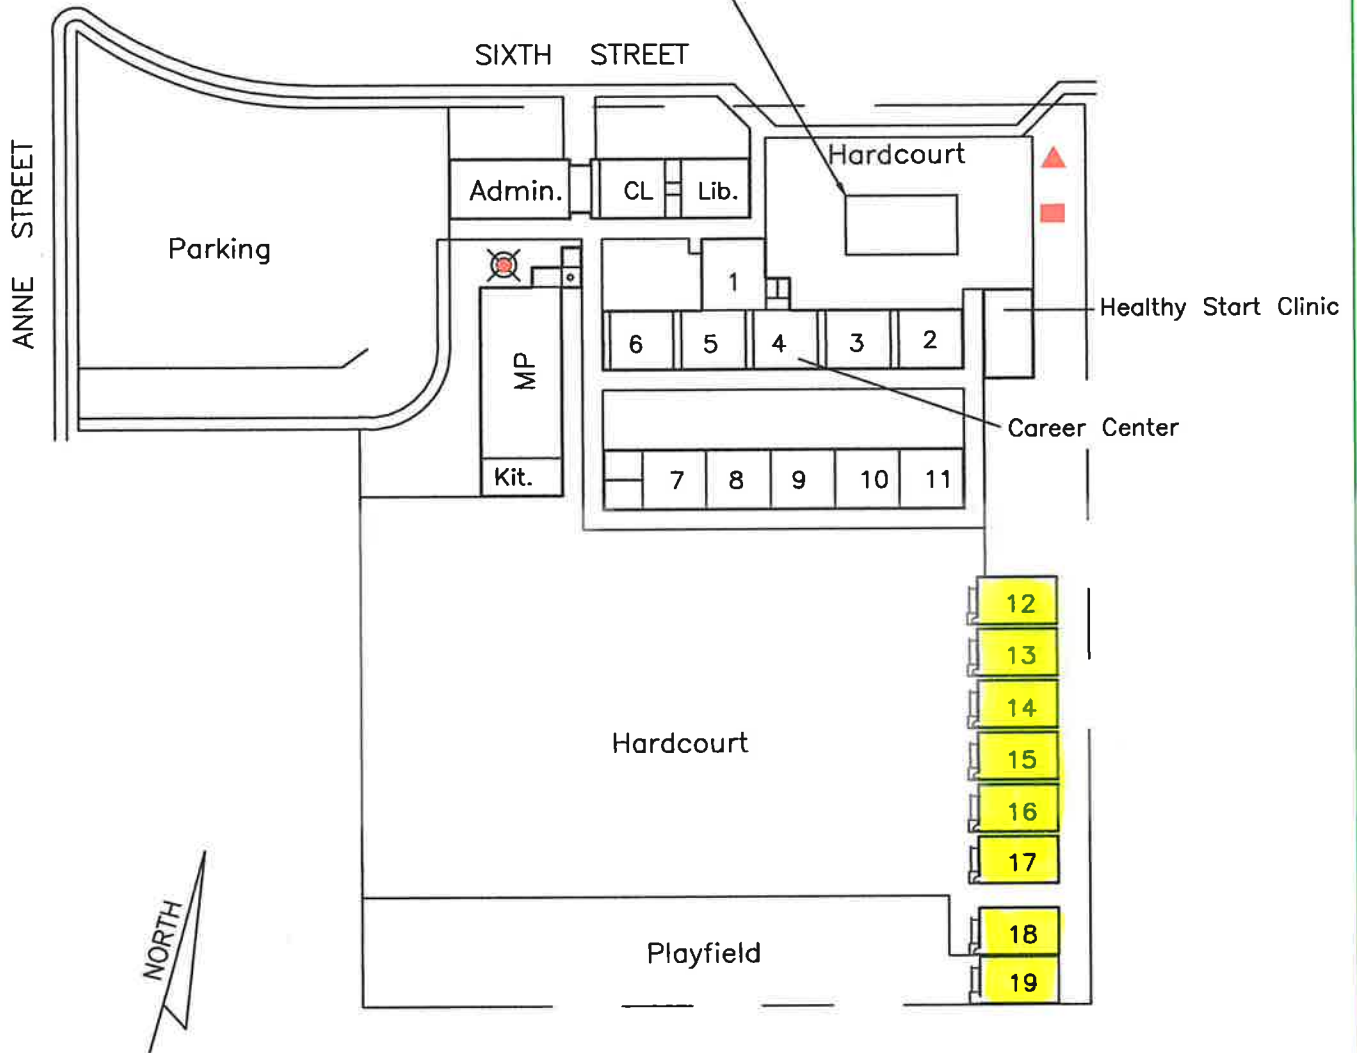 SIXTH STREET
ANNE STREET
Hardcourt
Admin.
CL
Lib.
Parking
1
Healthy Start Clinic
6
5
4
3
2
MP
Career Center
Kit.
7
8
9
10
11
12
13
14
15
16
17
18
19
Hardcourt
Playfield
NORTH